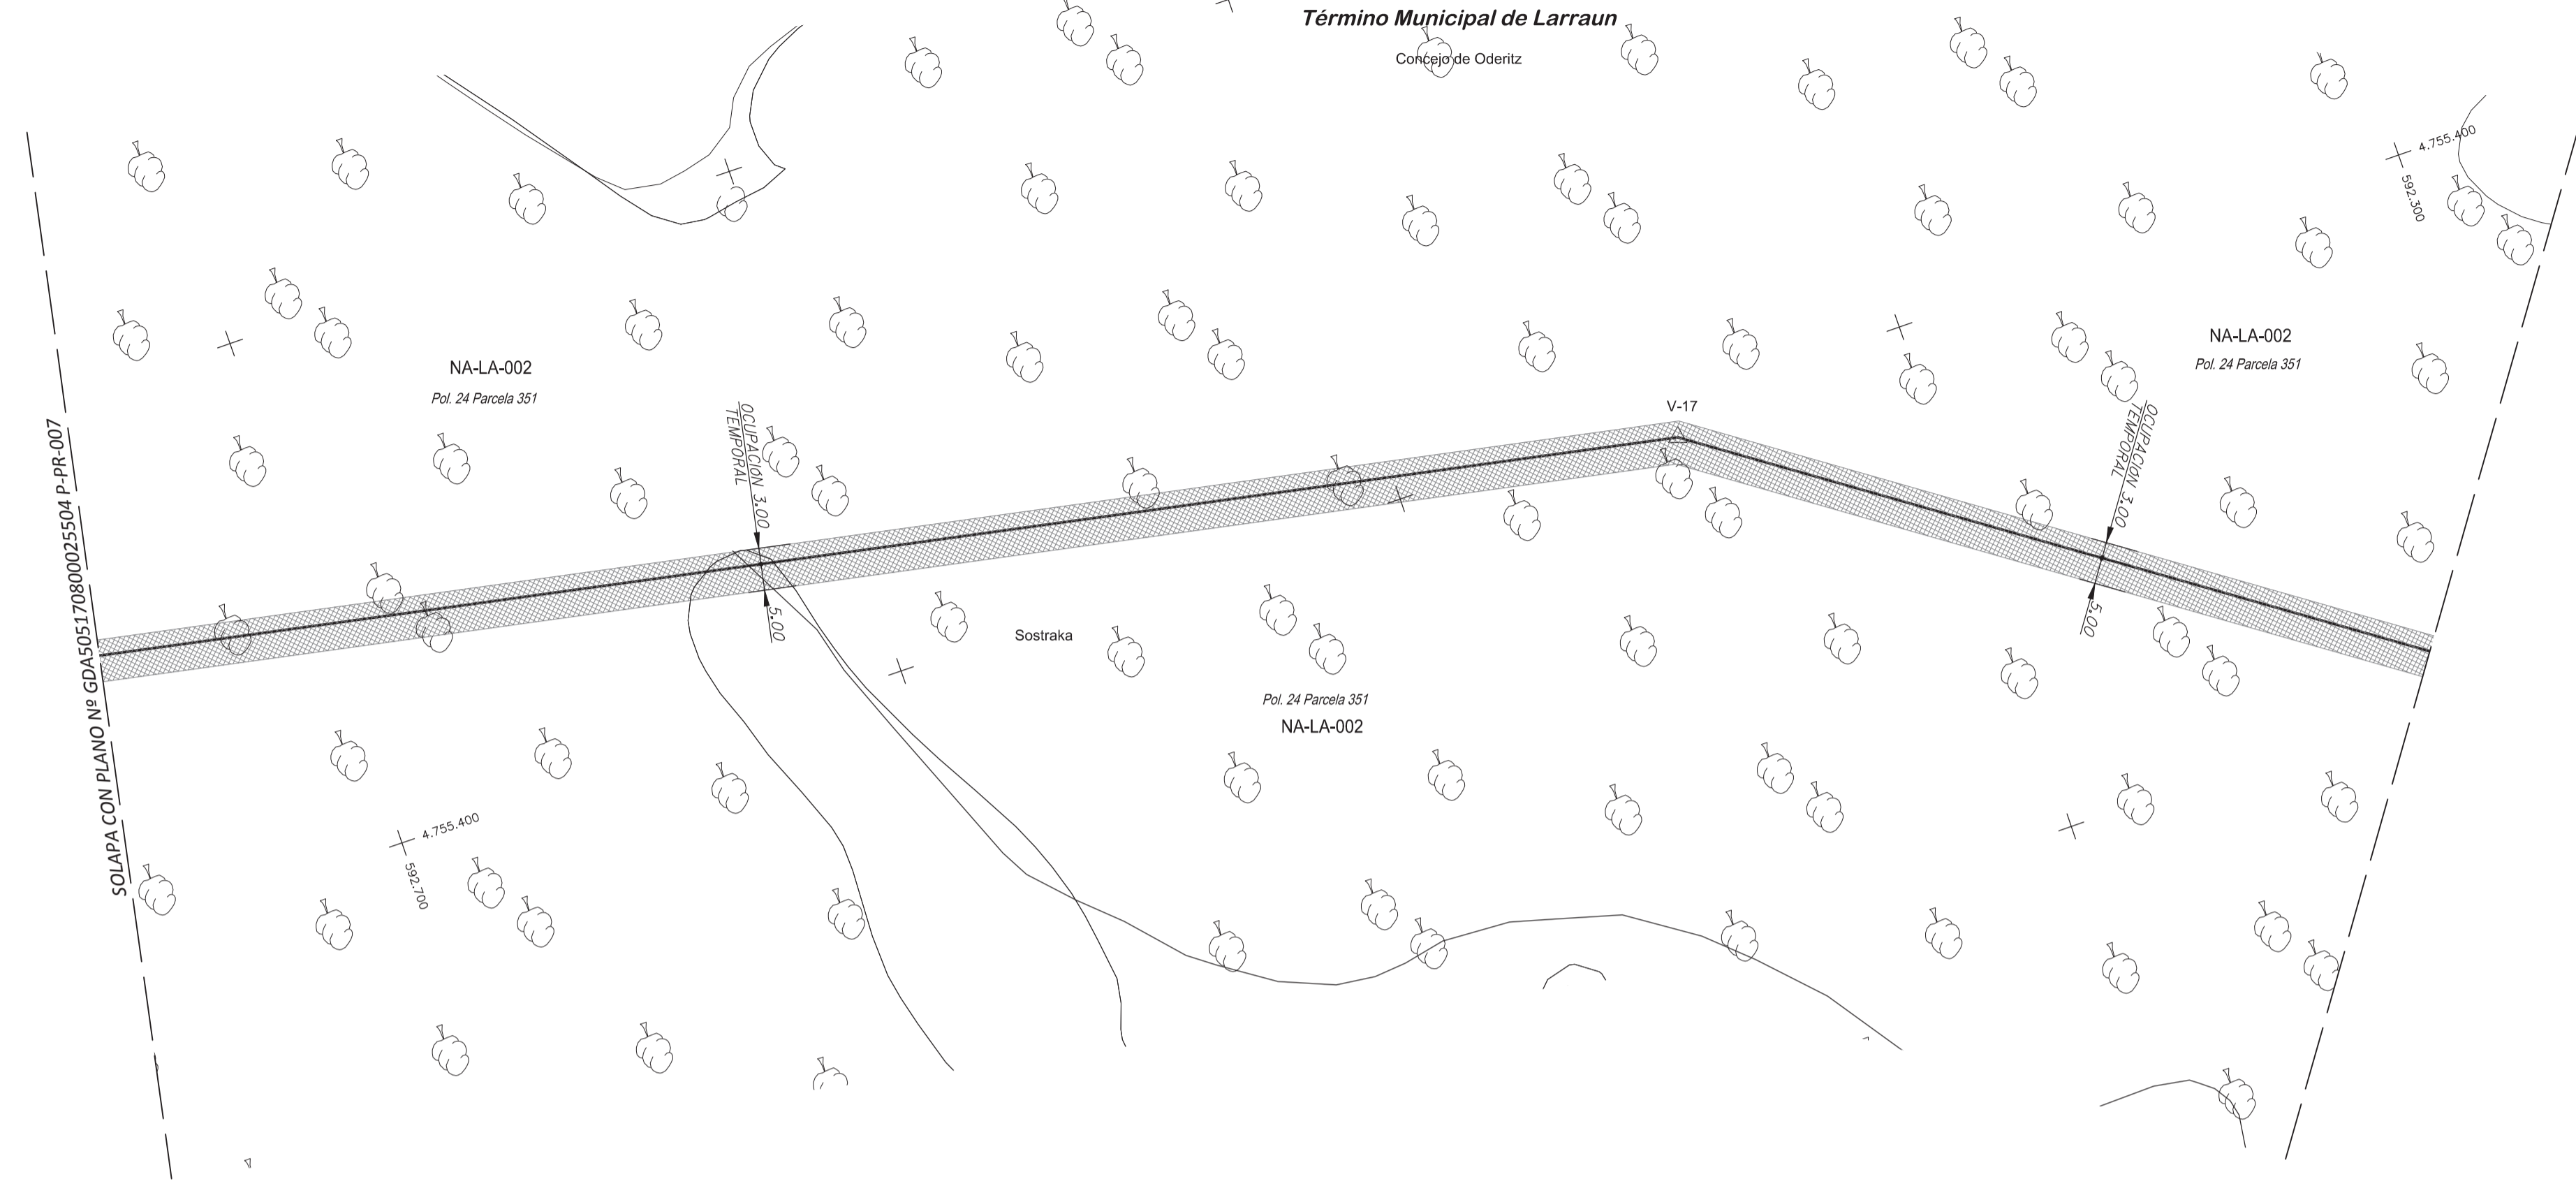 Término Municipal de Larraun
Concejo de Oderitz
4.755.400
592.300
NA-LA-002
Pol. 24 Parcela 351
NA-LA-002
Pol. 24 Parcela 351
V-17
OCUPACIÓN 3.00
TEMPORAL
5.00
OCUPACIÓN 3.00
TEMPORAL
5.00
SOLAPA CON PLANO Nº GDA505170800025504 P-PR-007
Sostraka
Pol. 24 Parcela 351
NA-LA-002
4.755.400
592.700